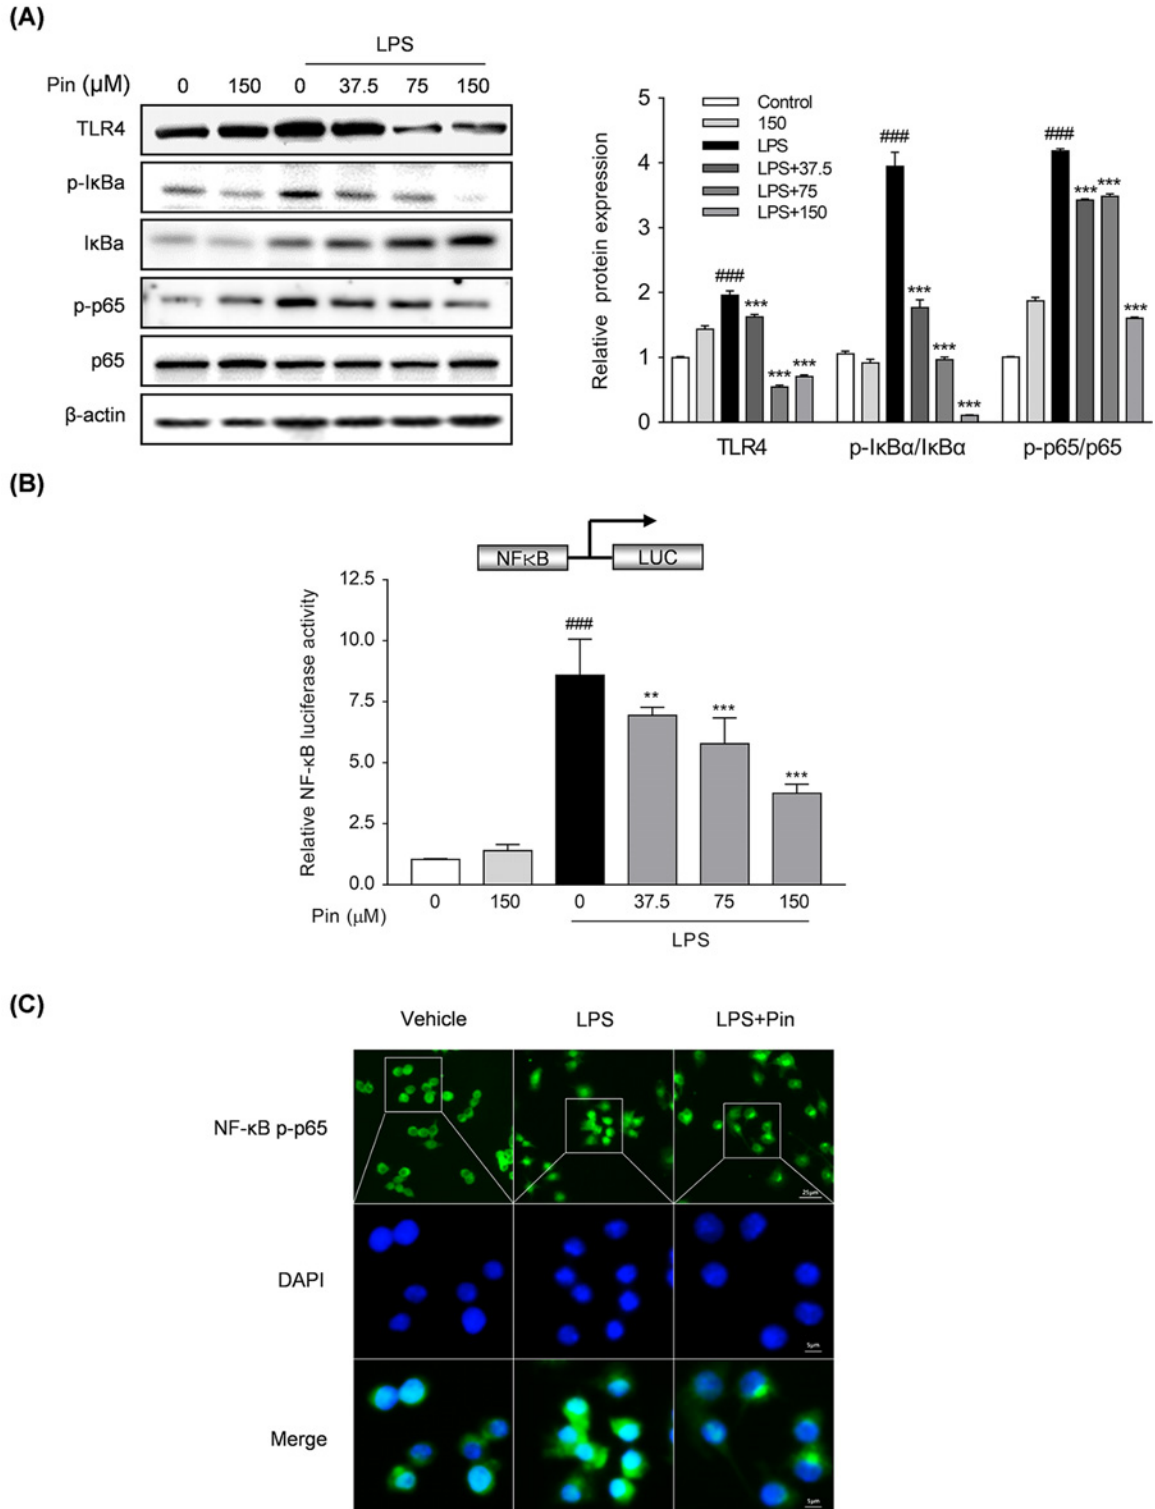 (A)
LPS
Pin (μM) 0 150 0 37.5 75 150
TLR4
p-IκBa
IκBa
p-p65
p65
β-actin
Relative protein expression
5
4
3
2
1
0
Control
150
LPS
LPS+37.5
LPS+75
LPS+150
### *** *** ***
### *** *** ***
### *** *** ***
TLR4 p-IκBα/IκBα p-p65/p65
(B)
NFκB LUC
Relative NF-κB luciferase activity
12.5
10.0
7.5
5.0
2.5
0.0
### ** *** ***
Pin (μM) 0 150 0 37.5 75 150
LPS
(C)
Vehicle LPS LPS+Pin
NF-κB p-p65
25μm
DAPI
5μm
Merge
5μm